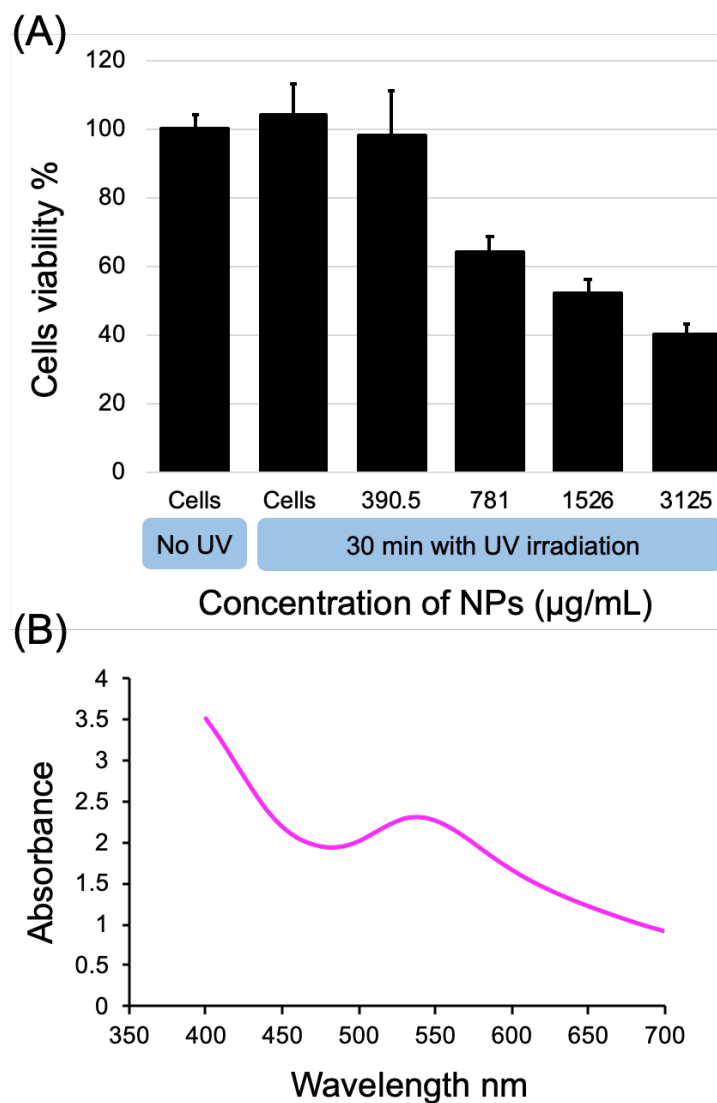 (A)
120
100
80
60
40
20
0
Cells viability %
Cells Cells 390.5 781 1526 3125
No UV 30 min with UV irradiation
Concentration of NPs (µg/mL)
(B)
4
3.5
3
2.5
2
1.5
1
0.5
0
Absorbance
350 400 450 500 550 600 650 700
Wavelength nm